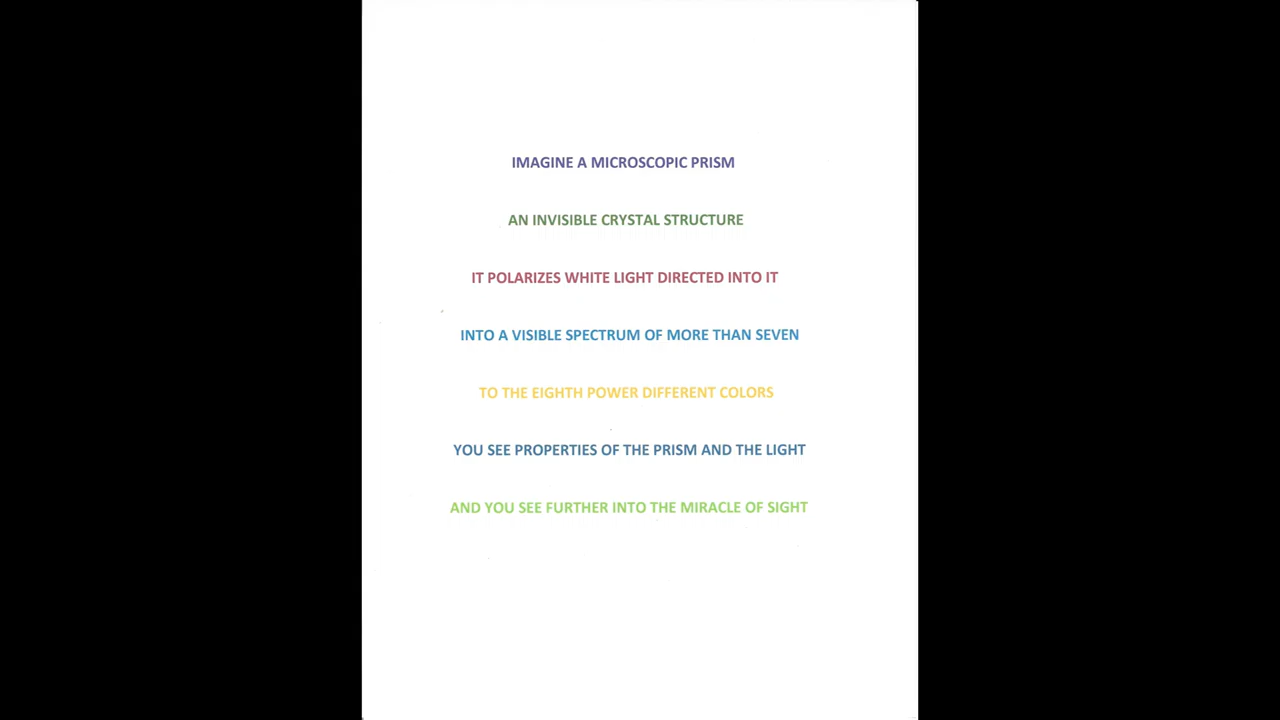 IMAGINE A MICROSCOPIC PRISM
AN INVISIBLE CRYSTAL STRUCTURE
IT POLARIZES WHITE LIGHT DIRECTED INTO IT
INTO A VISIBLE SPECTRUM OF MORE THAN SEVEN
TO THE EIGHTH POWER DIFFERENT COLORS
YOU SEE PROPERTIES OF THE PRISM AND THE LIGHT
AND YOU SEE FURTHER INTO THE MIRACLE OF SIGHT